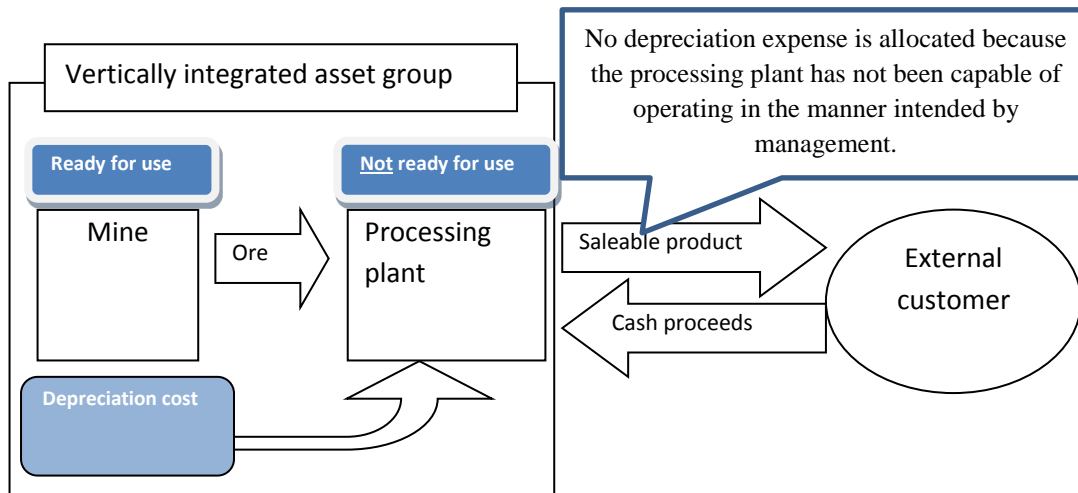 No depreciation expense is allocated because
the processing plant has not been capable of
operating in the manner intended by
management.
Vertically integrated asset group
Ready for use
Not ready for use
Mine
Ore
Processing
plant
Saleable product
Cash proceeds
External
customer
Depreciation cost